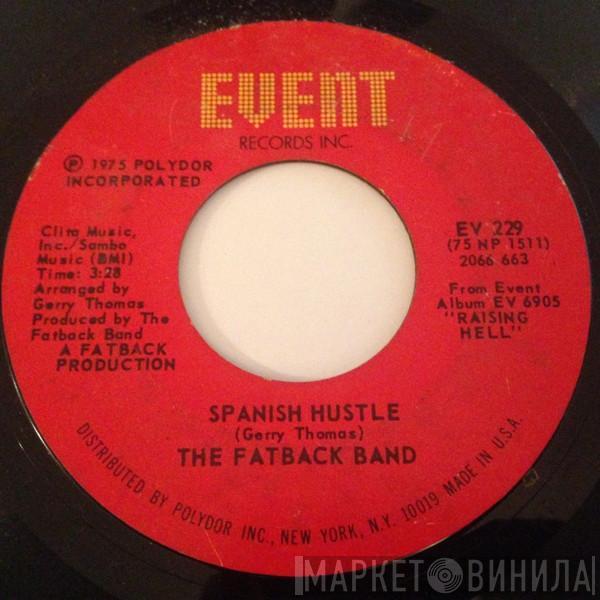 EVENT
RECORDS INC.
℗ 1975 POLYDOR
INCORPORATED
Clita Music,
Inc./Sambo
Music (BMI)
Time: 3:28
Arranged by
Gerry Thomas
Produced by The
Fatback Band
A FATBACK
PRODUCTION
EV 229
(75 NP 1511)
2066 663
From Event
Album EV 6905
"RAISING
HELL"
SPANISH HUSTLE
(Gerry Thomas)
THE FATBACK BAND
DISTRIBUTED BY POLYDOR INC., NEW YORK, N.Y. 10019 MADE IN U.S.A.
МАРКЕТ ВИНИЛА